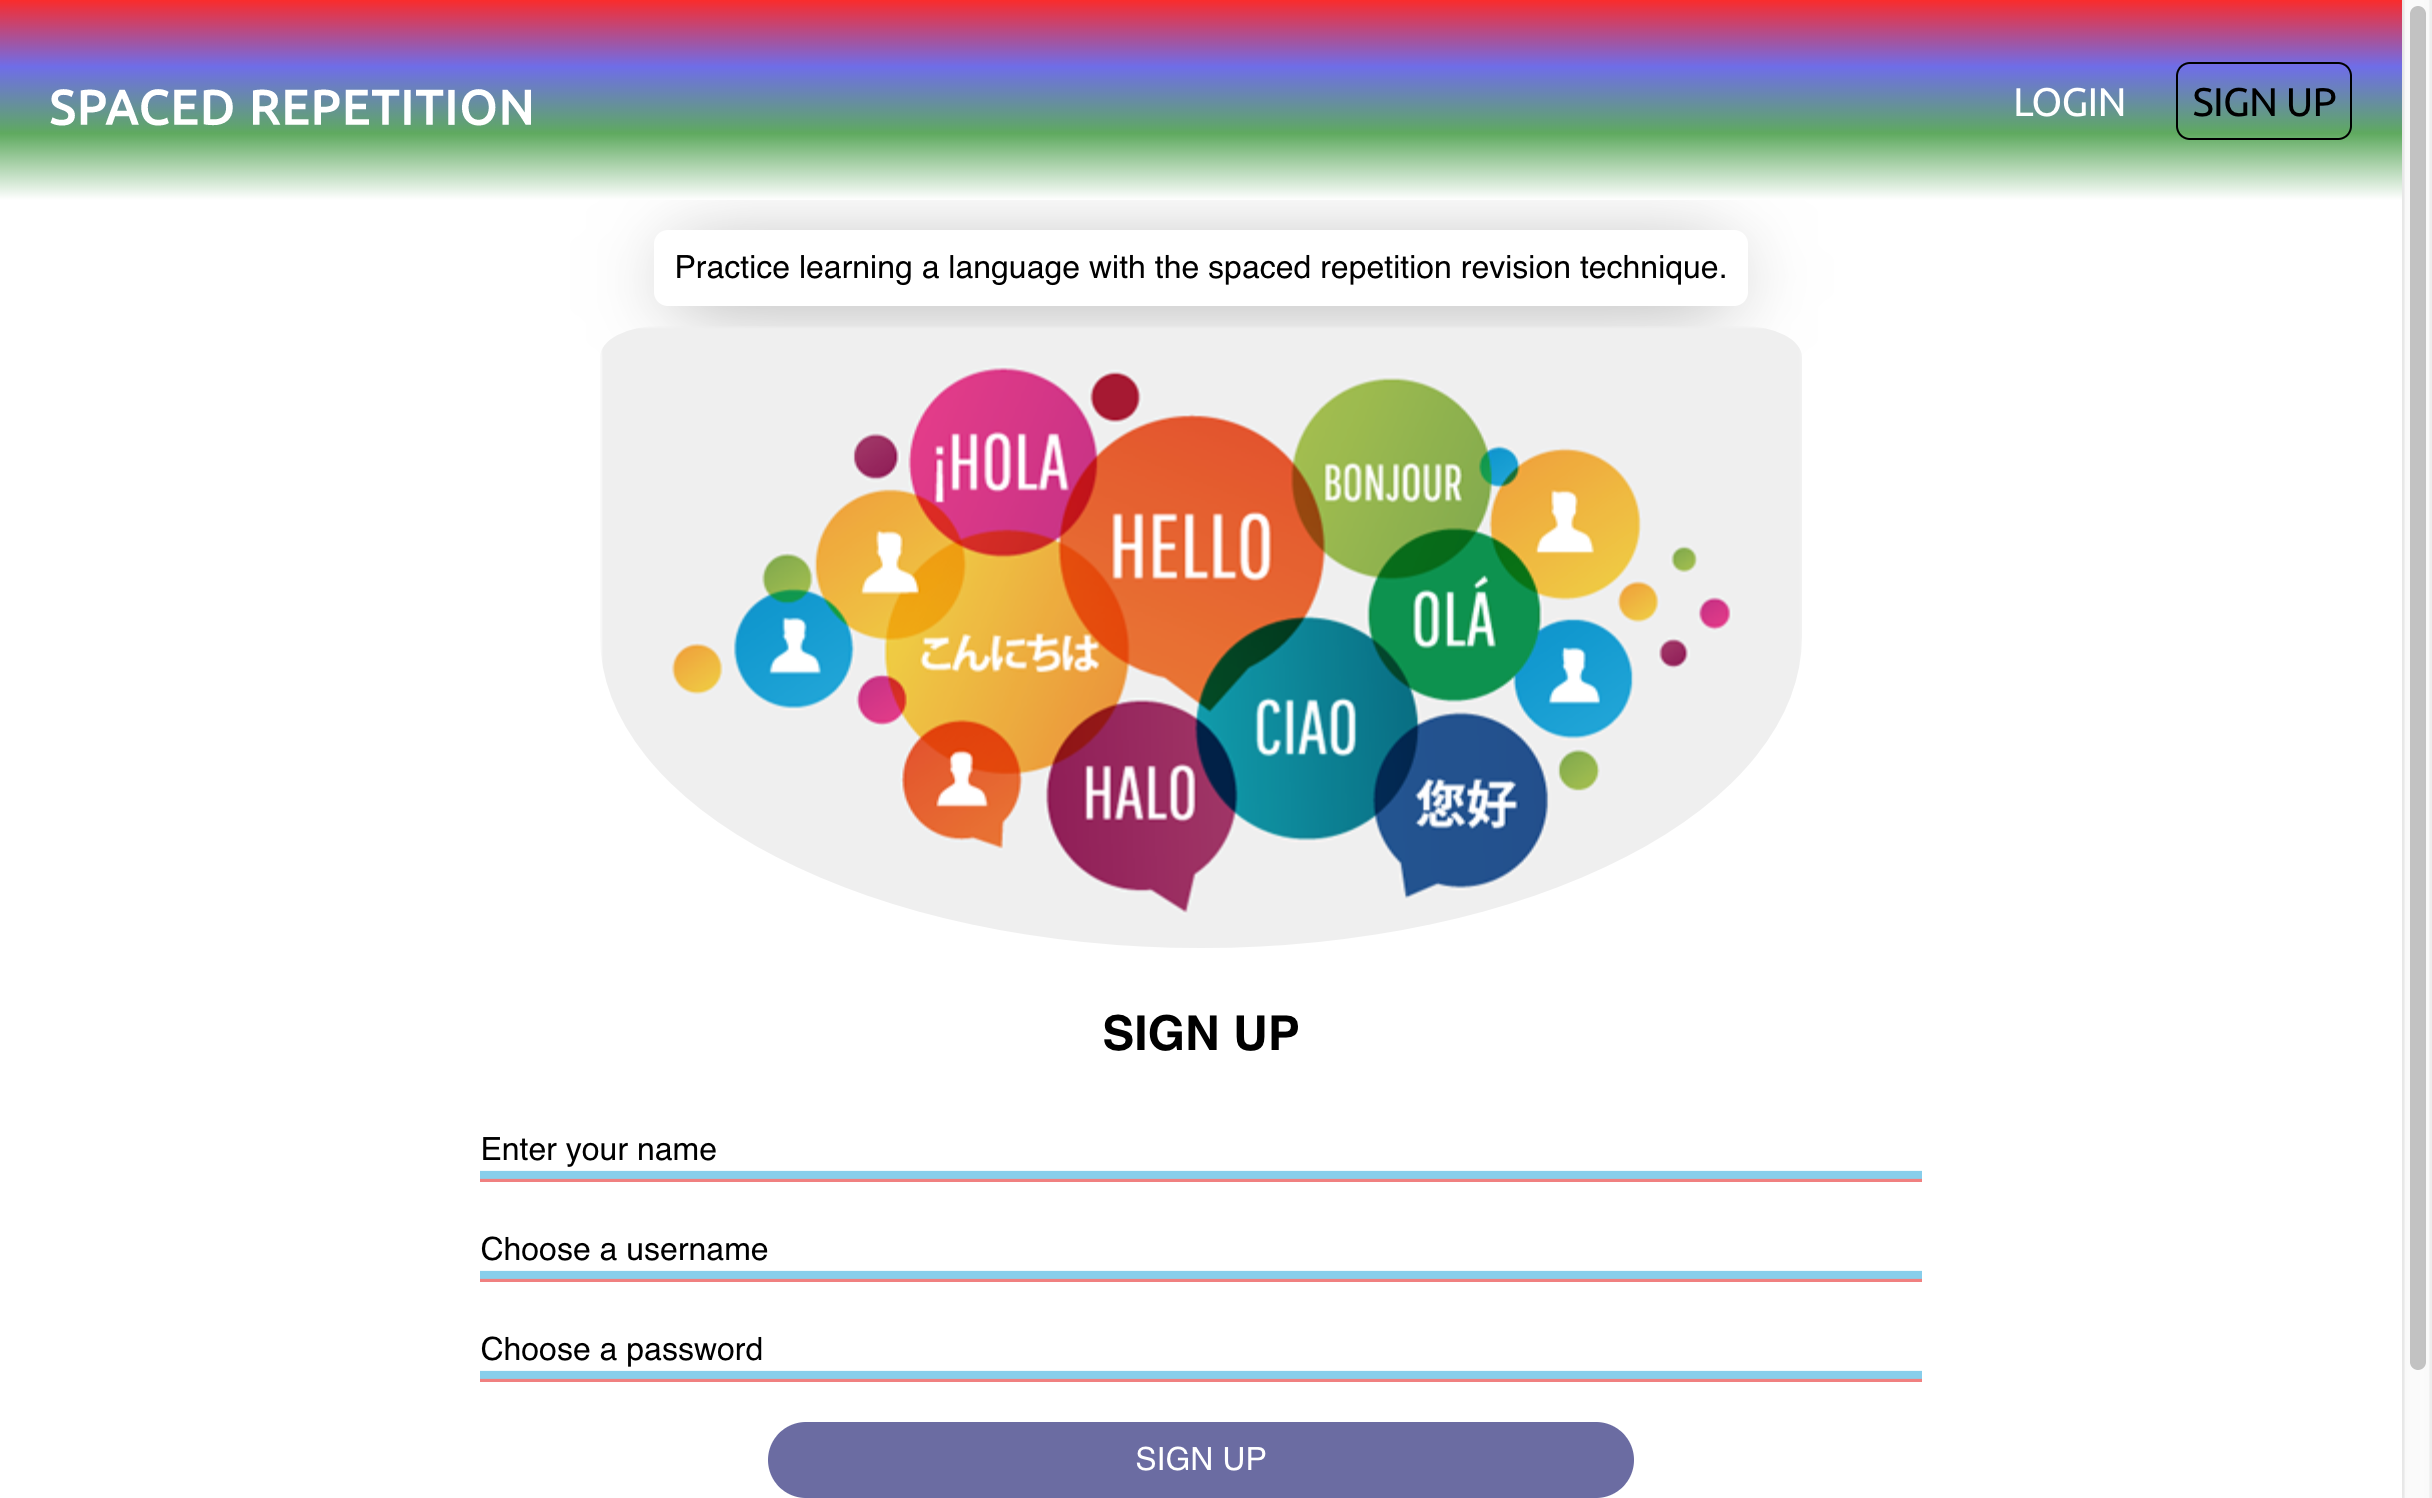 SPACED REPETITION
LOGIN
SIGN UP
Practice learning a language with the spaced repetition revision technique.
¡HOLA
HELLO
BONJOUR
OLÁ
こんにちは
CIAO
HALO
您好
SIGN UP
Enter your name
Choose a username
Choose a password
SIGN UP